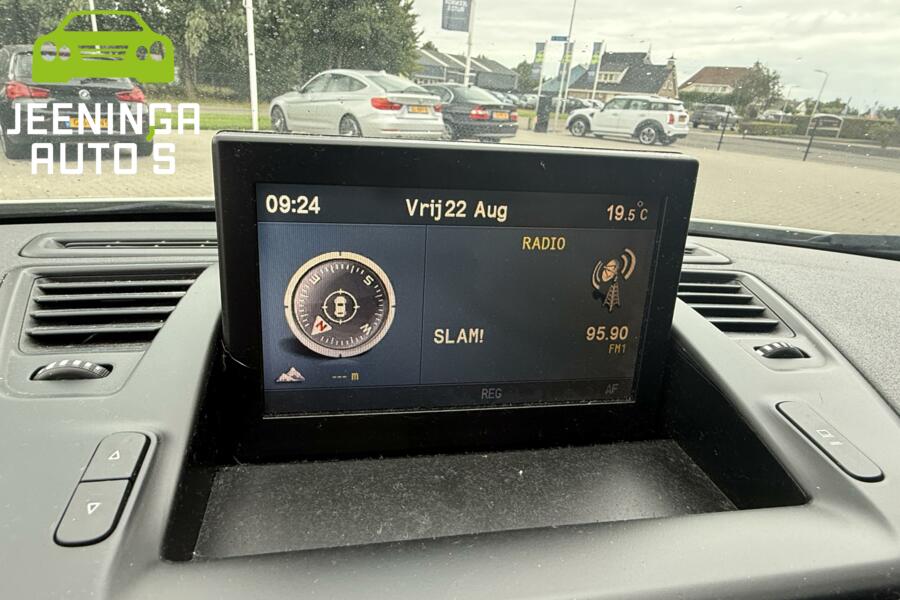 JEENINGA
AUTO'S
09:24
Vrij 22 Aug
19.5°C
RADIO
SLAM!
95.90
FM1
--- m
REG
AF
N
S